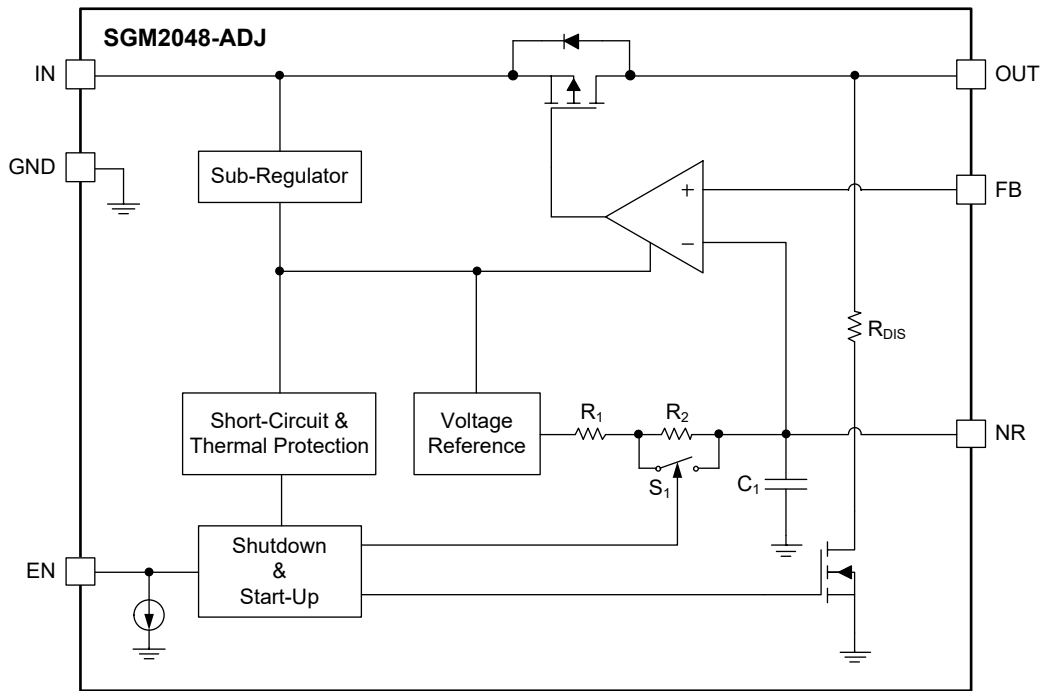 SGM2048-ADJ
IN
OUT
GND
Sub-Regulator
+
FB
−
R_DIS
Short-Circuit &
Thermal Protection
Voltage
Reference
R₁
R₂
NR
S₁
C₁
EN
Shutdown
&
Start-Up